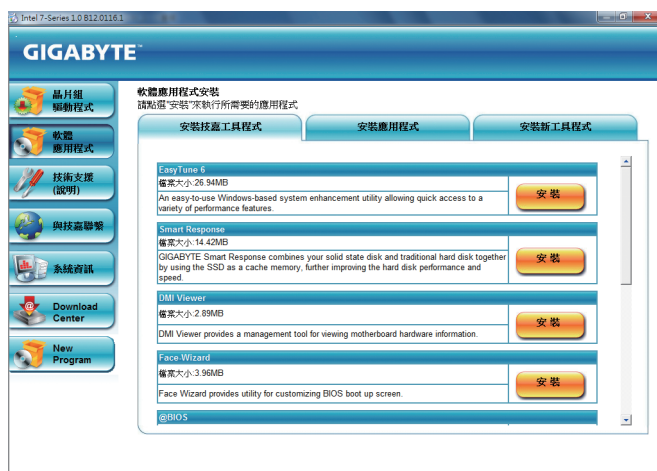 Intel 7-Series 1.0 B12.0116.1
GIGABYTE™
晶片組
驅動程式
軟體
應用程式
技術支援
(說明)
與技嘉聯繫
系統資訊
Download
Center
New
Program
軟體應用程式安裝
請點選"安裝"來執行所需要的應用程式
安裝技嘉工具程式
安裝應用程式
安裝新工具程式
EasyTune 6
檔案大小:26.94MB
An easy-to-use Windows-based system enhancement utility allowing quick access to a
variety of performance features.
安裝
Smart Response
檔案大小:14.42MB
GIGABYTE Smart Response combines your solid state disk and traditional hard disk together
by using the SSD as a cache memory, further improving the hard disk performance and
speed.
安裝
DMI Viewer
檔案大小:2.89MB
DMI Viewer provides a management tool for viewing motherboard hardware information.
安裝
Face-Wizard
檔案大小:3.96MB
Face Wizard provides utility for customizing BIOS boot up screen.
安裝
@BIOS